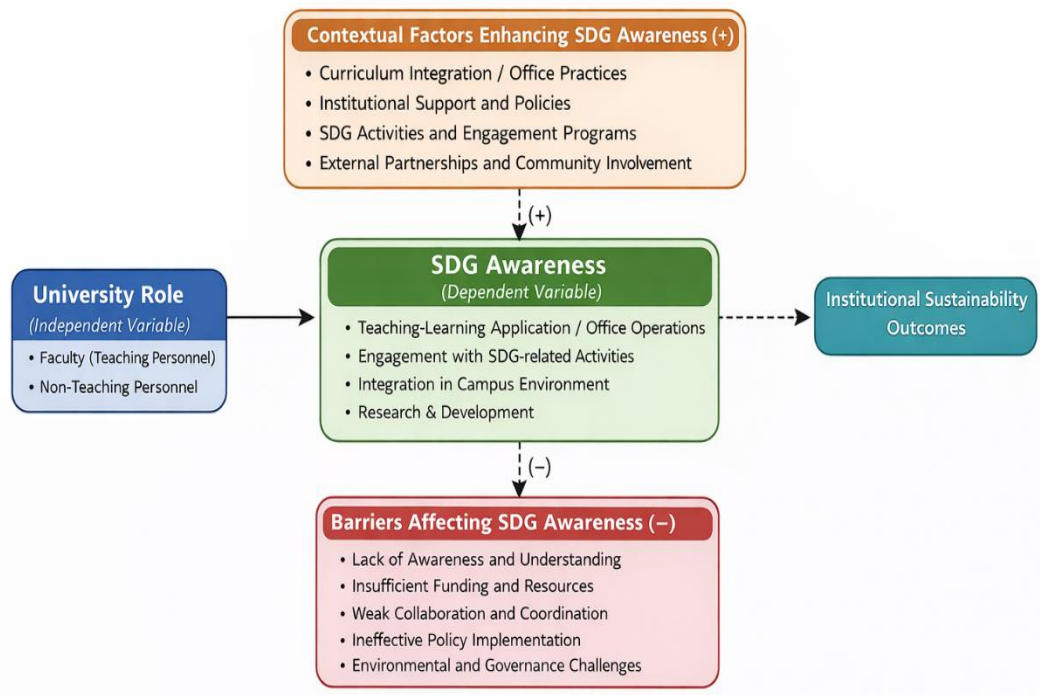 Contextual Factors Enhancing SDG Awareness (+)
• Curriculum Integration / Office Practices
• Institutional Support and Policies
• SDG Activities and Engagement Programs
• External Partnerships and Community Involvement
(+)
University Role
(Independent Variable)
• Faculty (Teaching Personnel)
• Non-Teaching Personnel
SDG Awareness
(Dependent Variable)
• Teaching-Learning Application / Office Operations
• Engagement with SDG-related Activities
• Integration in Campus Environment
• Research & Development
Institutional Sustainability
Outcomes
(−)
Barriers Affecting SDG Awareness (−)
• Lack of Awareness and Understanding
• Insufficient Funding and Resources
• Weak Collaboration and Coordination
• Ineffective Policy Implementation
• Environmental and Governance Challenges